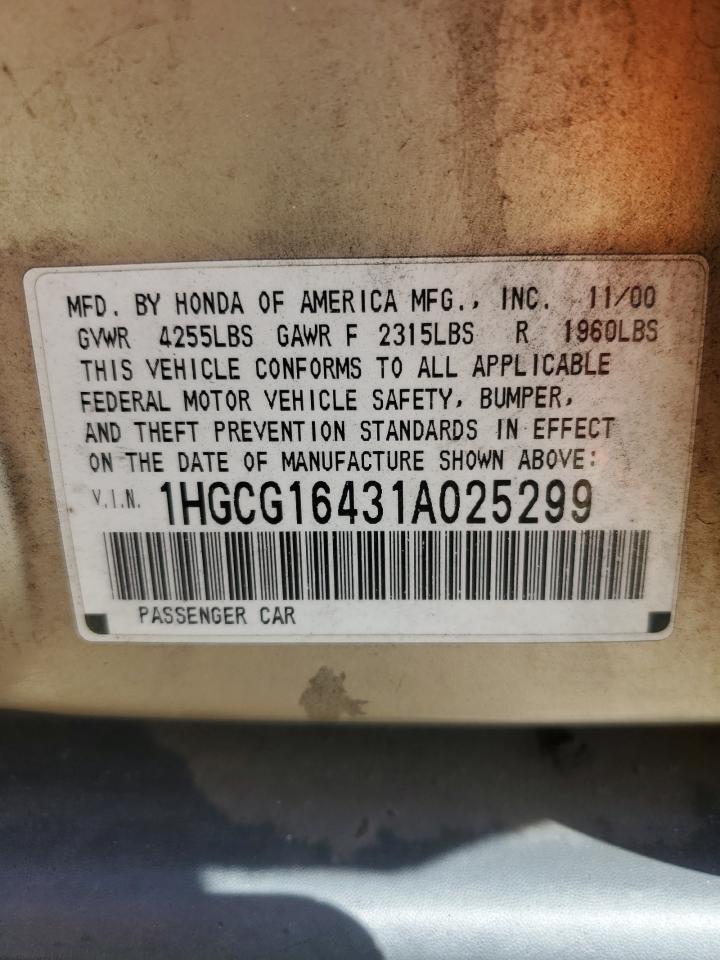 MFD. BY HONDA OF AMERICA MFG., INC. 11/00
GVWR 4255LBS GAWR F 2315LBS R 1960LBS
THIS VEHICLE CONFORMS TO ALL APPLICABLE
FEDERAL MOTOR VEHICLE SAFETY, BUMPER,
AND THEFT PREVENTION STANDARDS IN EFFECT
ON THE DATE OF MANUFACTURE SHOWN ABOVE:
V.I.N. 1HGCG16431A025299
PASSENGER CAR